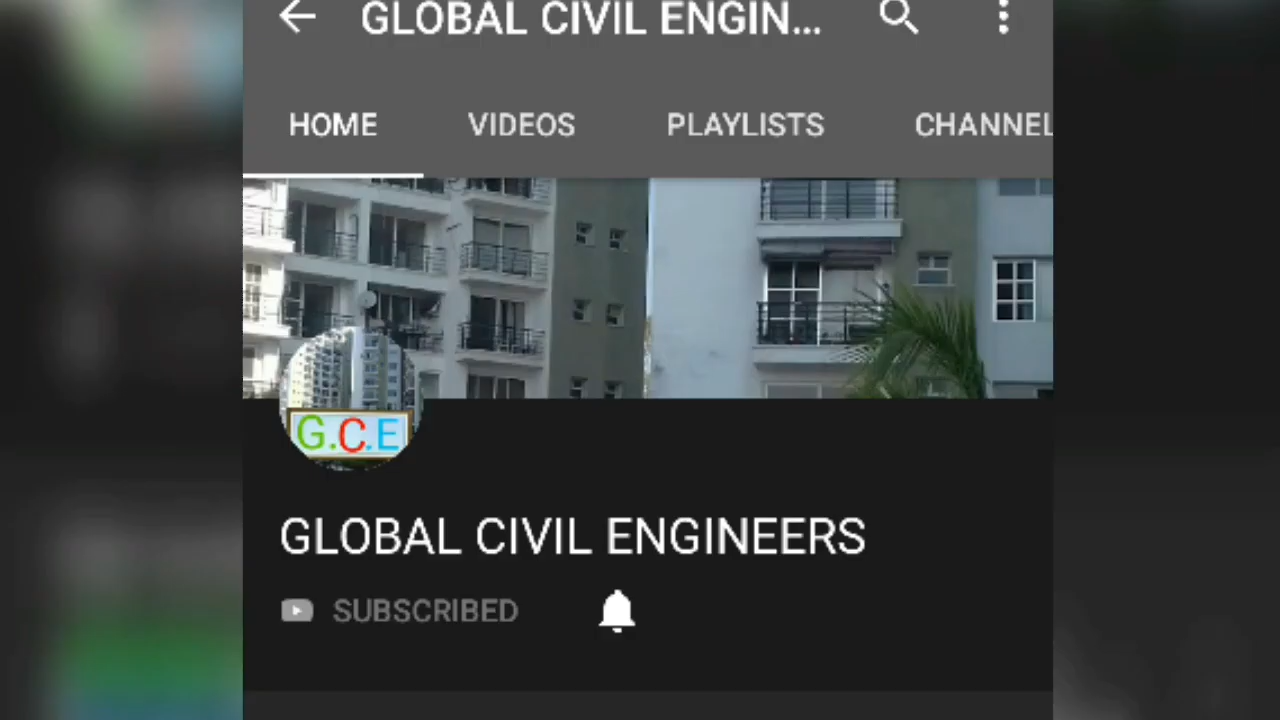 GLOBAL CIVIL ENGIN...
HOME VIDEOS PLAYLISTS CHANNEL
G.C.E
GLOBAL CIVIL ENGINEERS
SUBSCRIBED